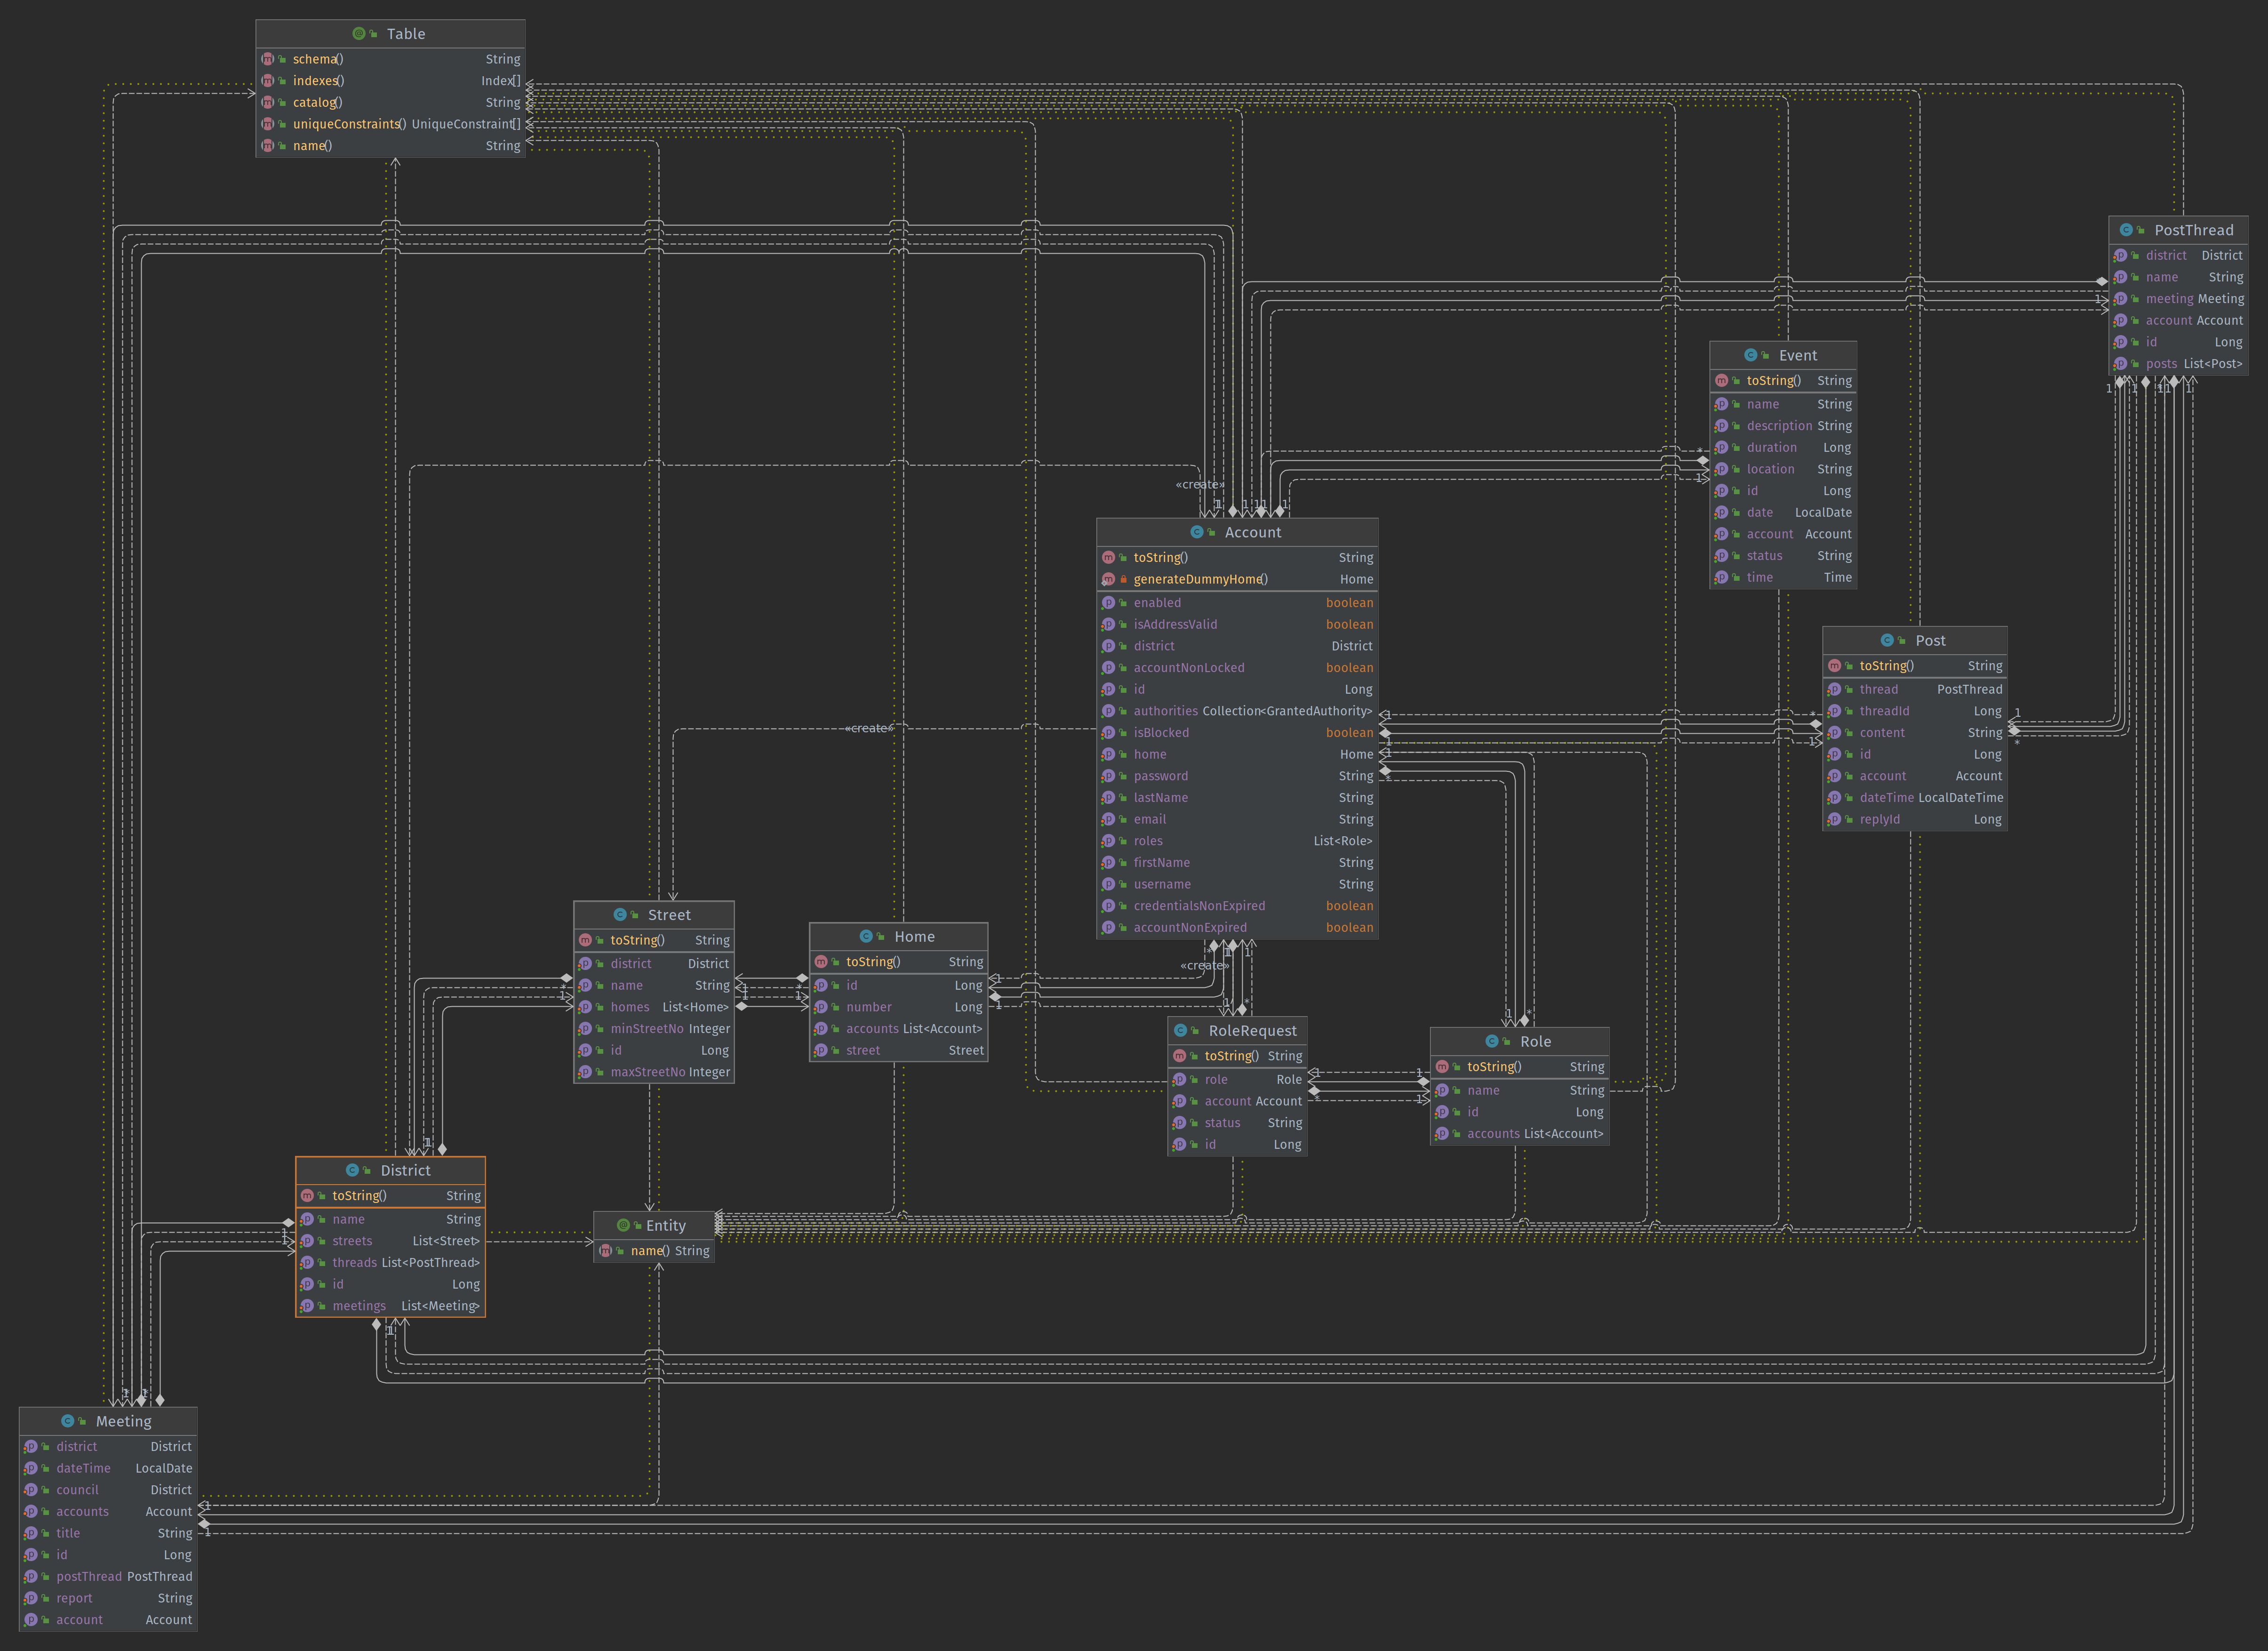 Table
schema() String
indexes() Index[]
catalog() String
uniqueConstraints() UniqueConstraint[]
name() String
PostThread
district District
name String
meeting Meeting
account Account
id Long
posts List<Post>
Event
toString() String
name String
description String
duration Long
location String
id Long
date LocalDate
account Account
status String
time Time
«create»
Account
toString() String
generateDummyHome() Home
enabled boolean
isAddressValid boolean
district District
accountNonLocked boolean
id Long
authorities Collection<GrantedAuthority>
isBlocked boolean
home Home
password String
lastName String
email String
roles List<Role>
firstName String
username String
credentialsNonExpired boolean
accountNonExpired boolean
Post
toString() String
thread PostThread
threadId Long
content String
id Long
account Account
dateTime LocalDateTime
replyId Long
«create»
Street
toString() String
district District
name String
homes List<Home>
minStreetNo Integer
id Long
maxStreetNo Integer
Home
toString() String
id Long
number Long
accounts List<Account>
street Street
«create»
RoleRequest
toString() String
role Role
account Account
status String
id Long
Role
toString() String
name String
id Long
accounts List<Account>
District
toString() String
name String
streets List<Street>
threads List<PostThread>
id Long
meetings List<Meeting>
Entity
name() String
Meeting
district District
dateTime LocalDate
council District
accounts Account
title String
id Long
postThread PostThread
report String
account Account